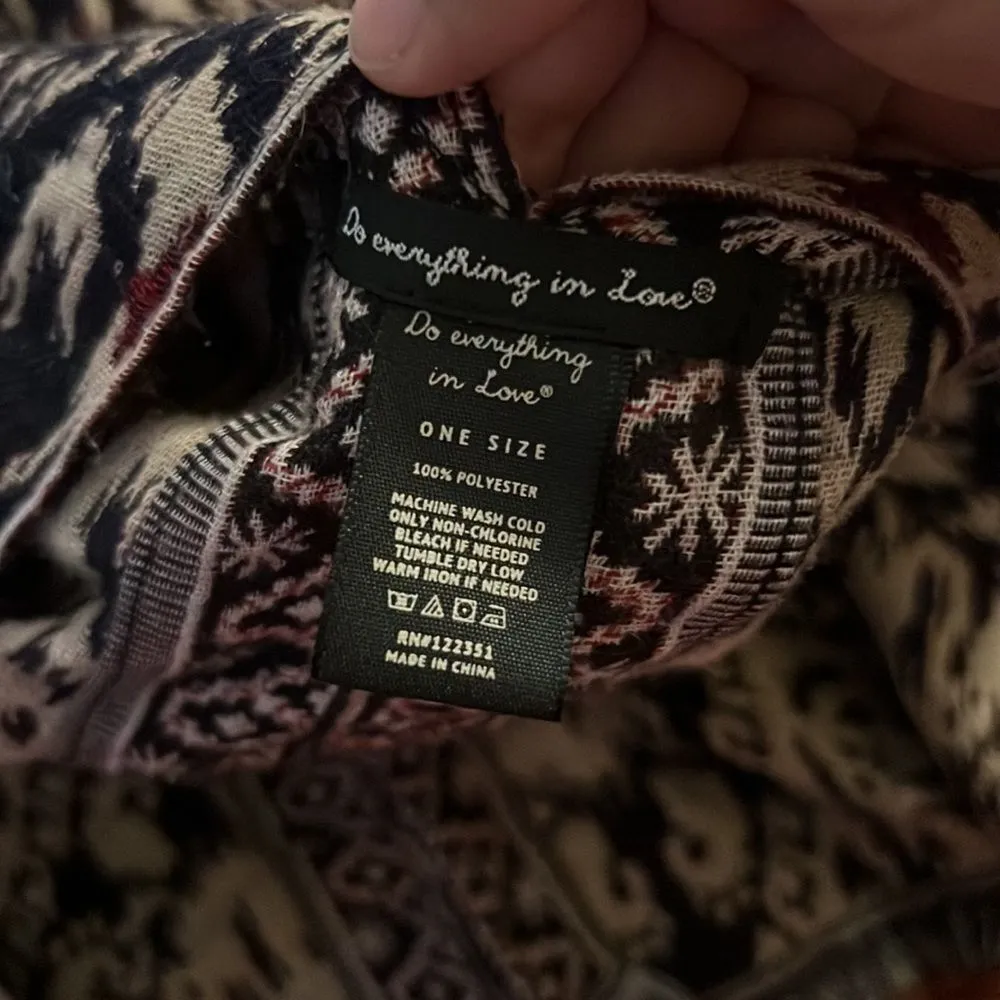 Do everything in Love®
Do everything
in Love®
ONE SIZE
100% POLYESTER
MACHINE WASH COLD
ONLY NON-CHLORINE
BLEACH IF NEEDED
TUMBLE DRY LOW
WARM IRON IF NEEDED
RN#122351
MADE IN CHINA